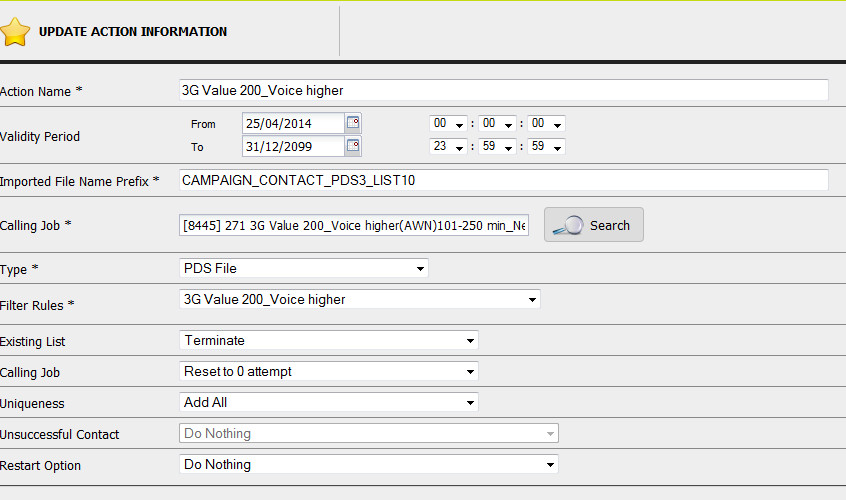 UPDATE ACTION INFORMATION
Action Name * 3G Value 200_Voice higher
Validity Period
From 25/04/2014 00 : 00 : 00
To 31/12/2099 23 : 59 : 59
Imported File Name Prefix * CAMPAIGN_CONTACT_PDS3_LIST10
Calling Job * [8445] 271 3G Value 200_Voice higher(AWN)101-250 min_Ne Search
Type * PDS File
Filter Rules * 3G Value 200_Voice higher
Existing List Terminate
Calling Job Reset to 0 attempt
Uniqueness Add All
Unsuccessful Contact Do Nothing
Restart Option Do Nothing